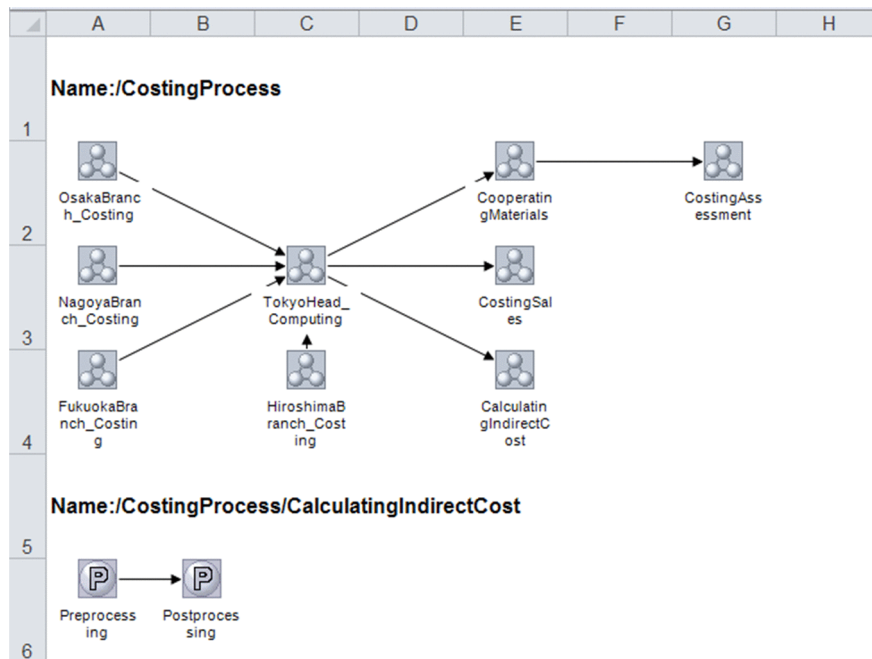 A B C D E F G H
Name:/CostingProcess
1
OsakaBranc
h_Costing
Cooperatin
gMaterials
CostingAss
essment
2
NagoyaBran
ch_Costing
TokyoHead_
Computing
CostingSal
es
3
FukuokaBra
nch_Costin
g
HiroshimaB
ranch_Cost
ing
Calculatin
gIndirectC
ost
4
Name:/CostingProcess/CalculatingIndirectCost
5
P P
Preprocess
ing
Postproces
sing
6